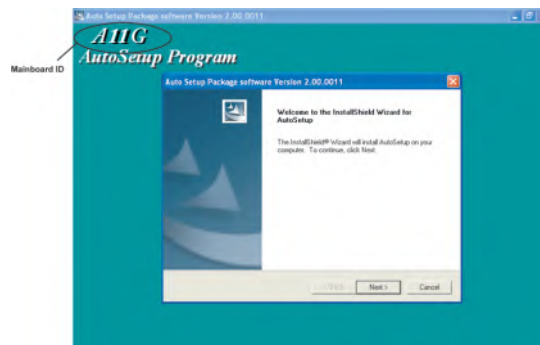 Auto Setup Package software Version 2.00.0011
A11G
AutoSetup Program
Mainboard ID
Auto Setup Package software Version 2.00.0011
Welcome to the InstallShield Wizard for
AutoSetup
The InstallShield® Wizard will install AutoSetup on your
computer. To continue, click Next.
Next >
Cancel